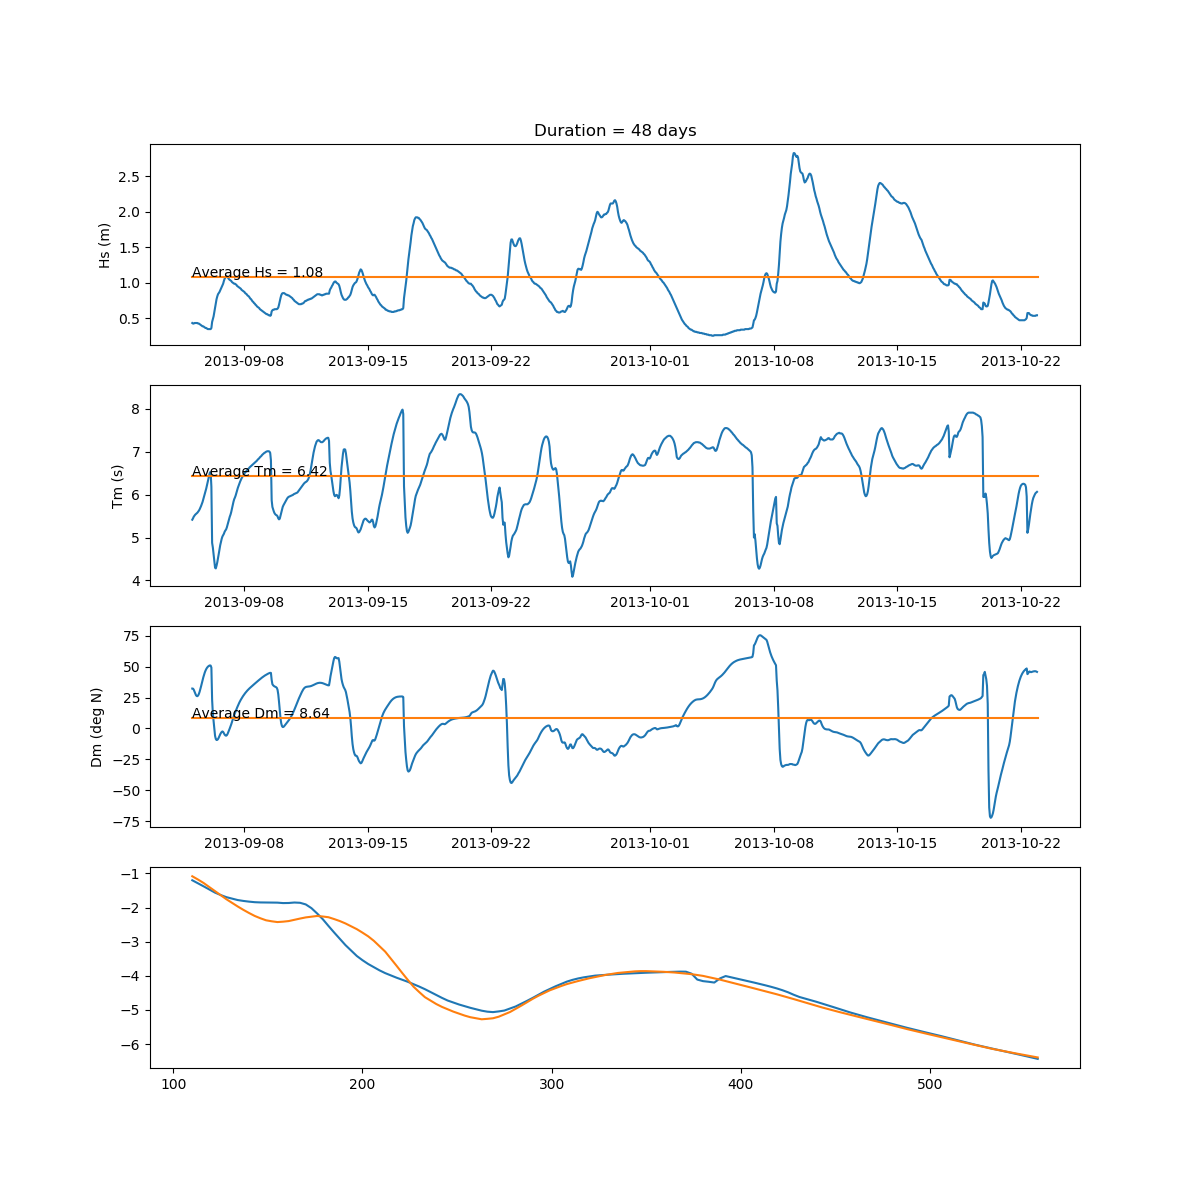 Duration = 48 days
Hs (m)
2.5
2.0
1.5
1.0
0.5
Average Hs = 1.08
2013-09-08 2013-09-15 2013-09-22 2013-10-01 2013-10-08 2013-10-15 2013-10-22
Tm (s)
8
7
6
5
4
Average Tm = 6.42
2013-09-08 2013-09-15 2013-09-22 2013-10-01 2013-10-08 2013-10-15 2013-10-22
Dm (deg N)
75
50
25
0
−25
−50
−75
Average Dm = 8.64
2013-09-08 2013-09-15 2013-09-22 2013-10-01 2013-10-08 2013-10-15 2013-10-22
−1
−2
−3
−4
−5
−6
100 200 300 400 500